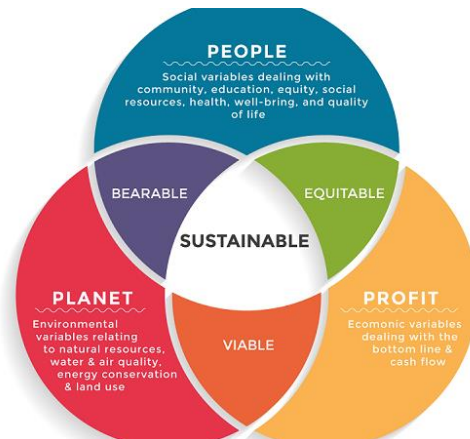 PEOPLE
Social variables dealing with
community, education, equity, social
resources, health, well-bring, and quality
of life
BEARABLE
EQUITABLE
SUSTAINABLE
PLANET
Environmental
variables relating
to natural resources,
water & air quality,
energy conservation
& land use
VIABLE
PROFIT
Ecomonic variables
dealing with the
bottom line &
cash flow